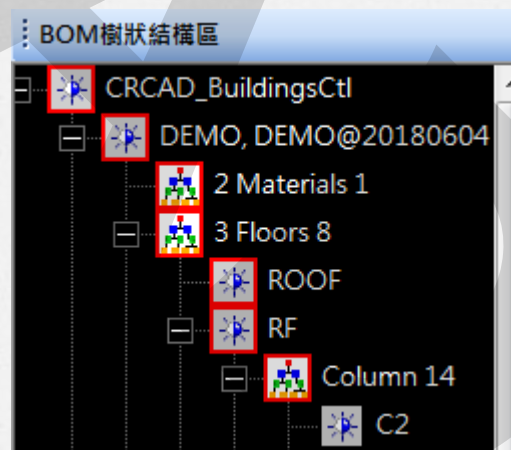 BOM樹狀結構區
CRCAD_BuildingsCtl
DEMO, DEMO@20180604
2 Materials 1
3 Floors 8
ROOF
RF
Column 14
C2